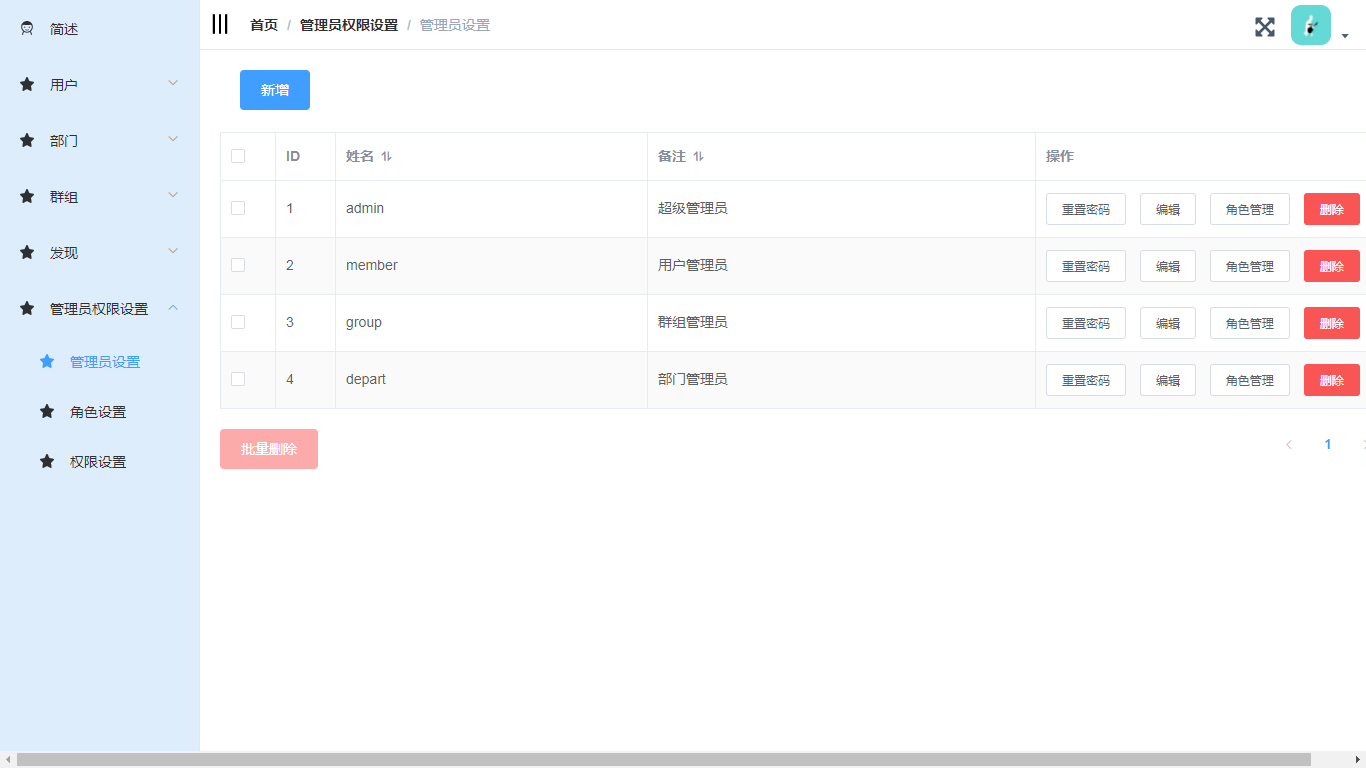 简述
用户
部门
群组
发现
管理员权限设置
管理员设置
角色设置
权限设置
首页 / 管理员权限设置 / 管理员设置
新增
ID 姓名 备注 操作
1 admin 超级管理员 重置密码 编辑 角色管理 删除
2 member 用户管理员 重置密码 编辑 角色管理 删除
3 group 群组管理员 重置密码 编辑 角色管理 删除
4 depart 部门管理员 重置密码 编辑 角色管理 删除
批量删除 1